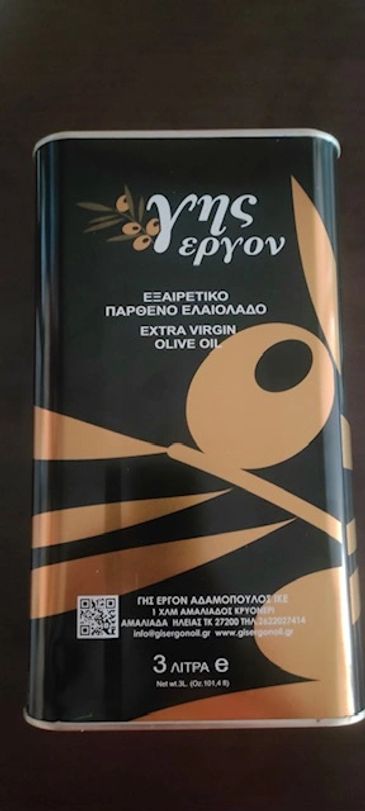 γης
εργον
ΕΞΑΙΡΕΤΙΚΟ
ΠΑΡΘΕΝΟ ΕΛΑΙΟΛΑΔΟ
EXTRA VIRGIN
OLIVE OIL
ΓΗΣ ΕΡΓΟΝ ΑΔΑΜΟΠΟΥΛΟΣ ΙΚΕ
1 ΧΛΜ ΑΜΑΛΙΑΔΟΣ ΚΡΥΟΝΕΡΙ
ΑΜΑΛΙΑΔΑ ΗΛΕΙΑΣ ΤΚ 27200 ΤΗΛ.2622027414
info@gisergonoil.gr www.gisergonoil.gr
3 ΛΙΤΡΑ e
Net wt.3L. (Oz.101,4 fl)